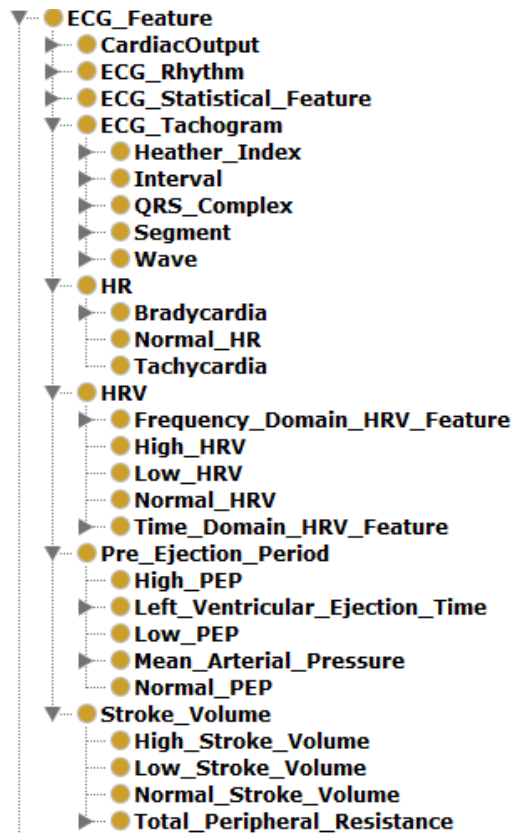 ECG_Feature
CardiacOutput
ECG_Rhythm
ECG_Statistical_Feature
ECG_Tachogram
Heather_Index
Interval
QRS_Complex
Segment
Wave
HR
Bradycardia
Normal_HR
Tachycardia
HRV
Frequency_Domain_HRV_Feature
High_HRV
Low_HRV
Normal_HRV
Time_Domain_HRV_Feature
Pre_Ejection_Period
High_PEP
Left_Ventricular_Ejection_Time
Low_PEP
Mean_Arterial_Pressure
Normal_PEP
Stroke_Volume
High_Stroke_Volume
Low_Stroke_Volume
Normal_Stroke_Volume
Total_Peripheral_Resistance